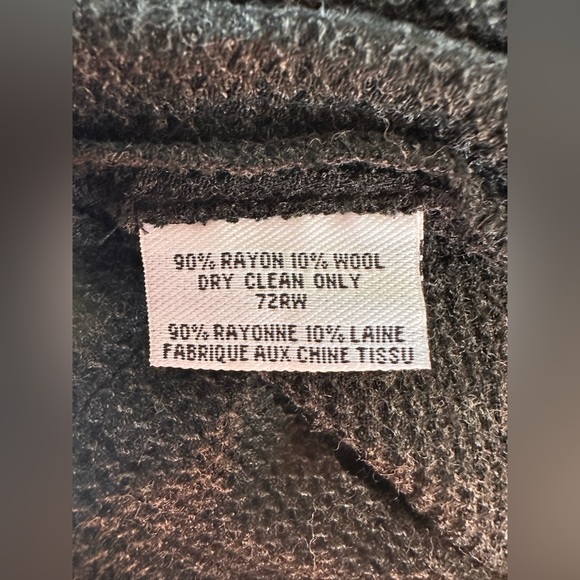 90% RAYON 10% WOOL
DRY CLEAN ONLY
72RW
90% RAYONNE 10% LAINE
FABRIQUE AUX CHINE TISSU